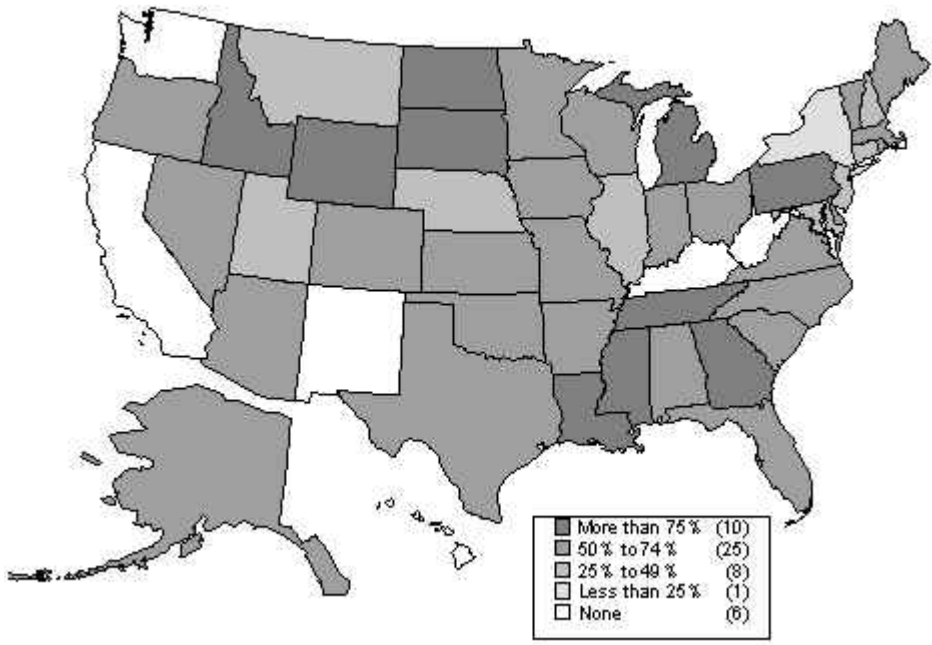 More than 75% (10)
50% to 74% (25)
25% to 49% (8)
Less than 25% (1)
None (6)